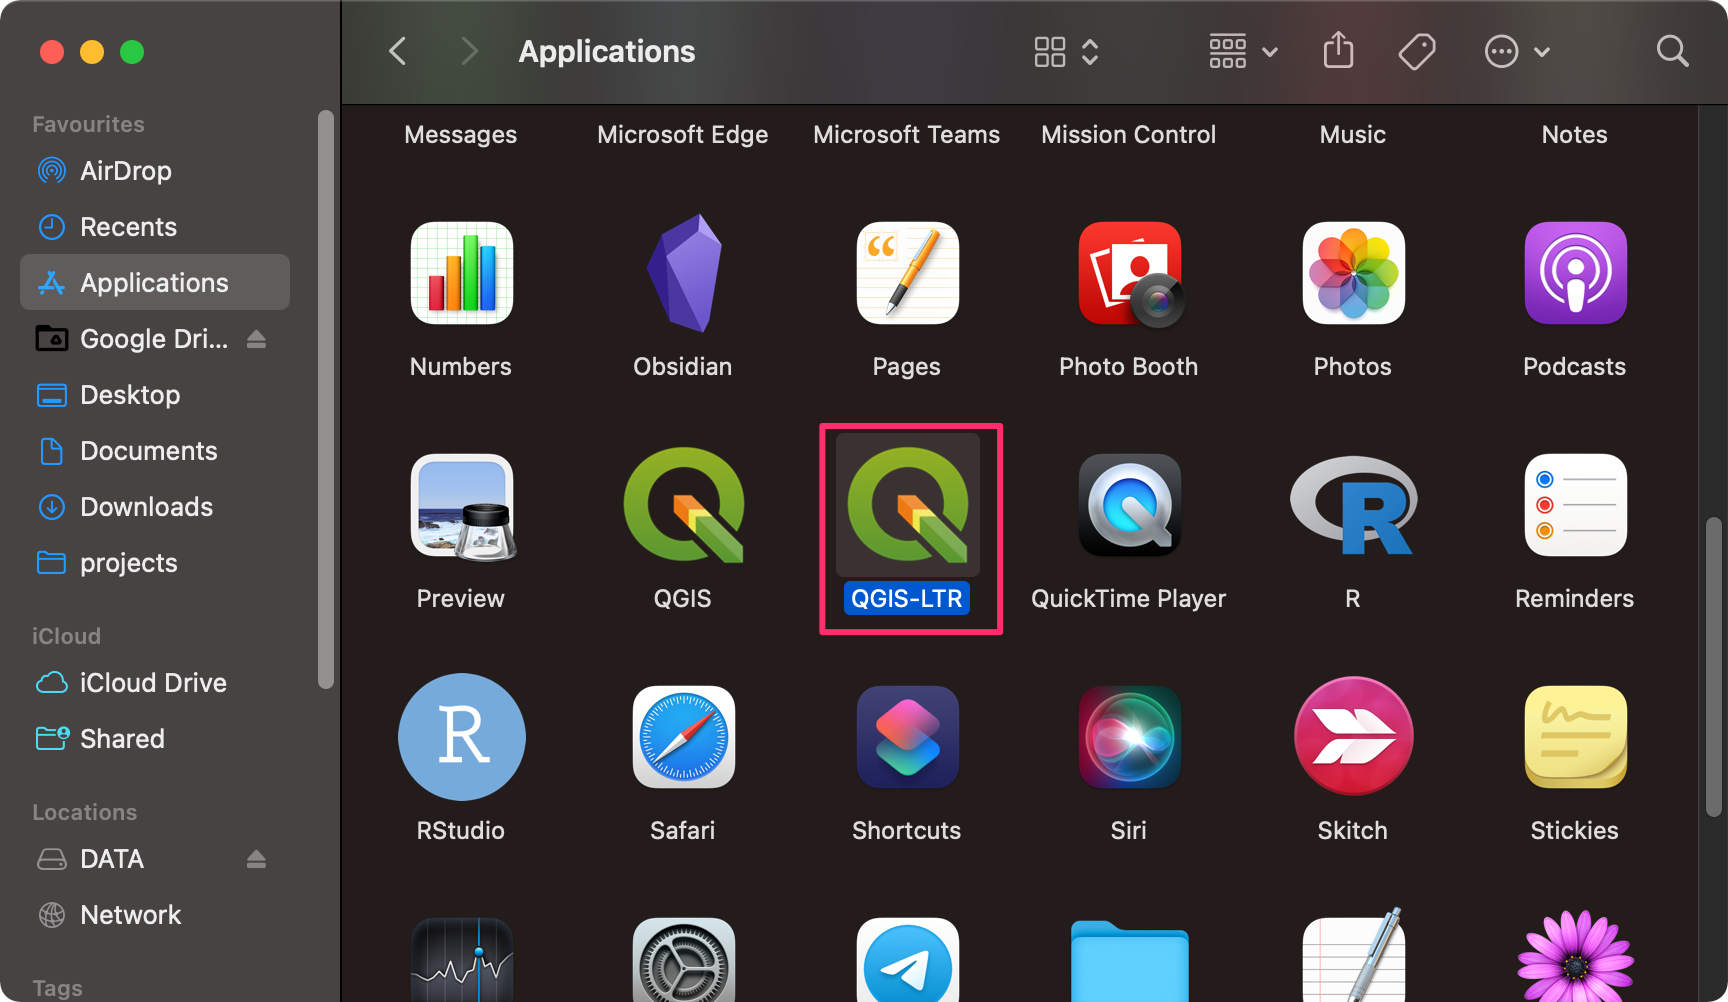 Applications
Favourites
AirDrop
Recents
Applications
Google Dri...
Desktop
Documents
Downloads
projects
iCloud
iCloud Drive
Shared
Locations
DATA
Network
Tags
Messages Microsoft Edge Microsoft Teams Mission Control Music Notes
Numbers Obsidian Pages Photo Booth Photos Podcasts
Preview QGIS QGIS-LTR QuickTime Player R Reminders
RStudio Safari Shortcuts Siri Skitch Stickies